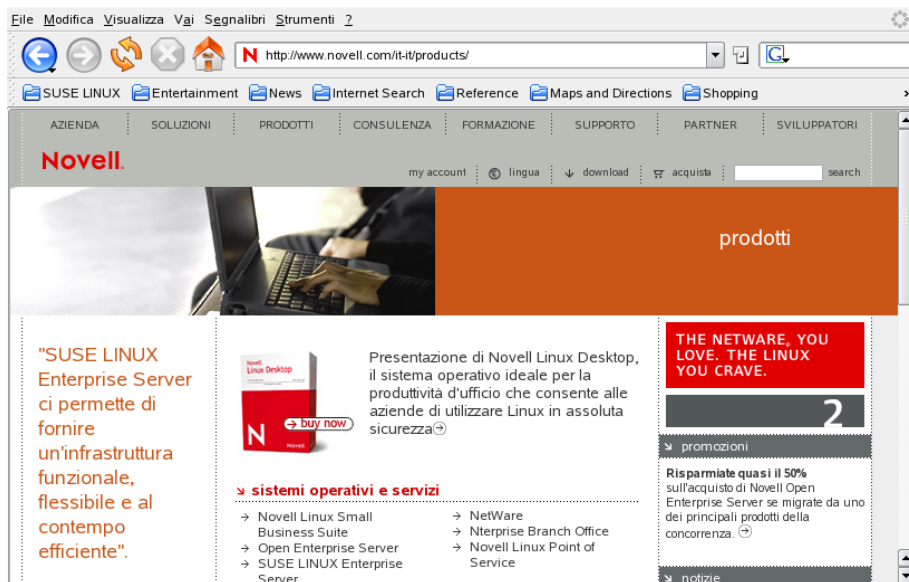 File Modifica Visualizza Vai Segnalibri Strumenti ?
N http://www.novell.com/it-it/products/ G
SUSE LINUX Entertainment News Internet Search Reference Maps and Directions Shopping
AZIENDA SOLUZIONI PRODOTTI CONSULENZA FORMAZIONE SUPPORTO PARTNER SVILUPPATORI
Novell.
my account lingua download acquista search
prodotti
"SUSE LINUX
Enterprise Server
ci permette di
fornire
un'infrastruttura
funzionale,
flessibile e al
contempo
efficiente".
Novell.
Linux Desktop
buy now
N
Novell.
Presentazione di Novell Linux Desktop,
il sistema operativo ideale per la
produttività d'ufficio che consente alle
aziende di utilizzare Linux in assoluta
sicurezza
sistemi operativi e servizi
Novell Linux Small
Business Suite
Open Enterprise Server
SUSE LINUX Enterprise
Server
NetWare
Nterprise Branch Office
Novell Linux Point of
Service
THE NETWARE® YOU
LOVE. THE LINUX
YOU CRAVE.
2
promozioni
Risparmiate quasi il 50%
sull'acquisto di Novell Open
Enterprise Server se migrate da uno
dei principali prodotti della
concorrenza.
notizie